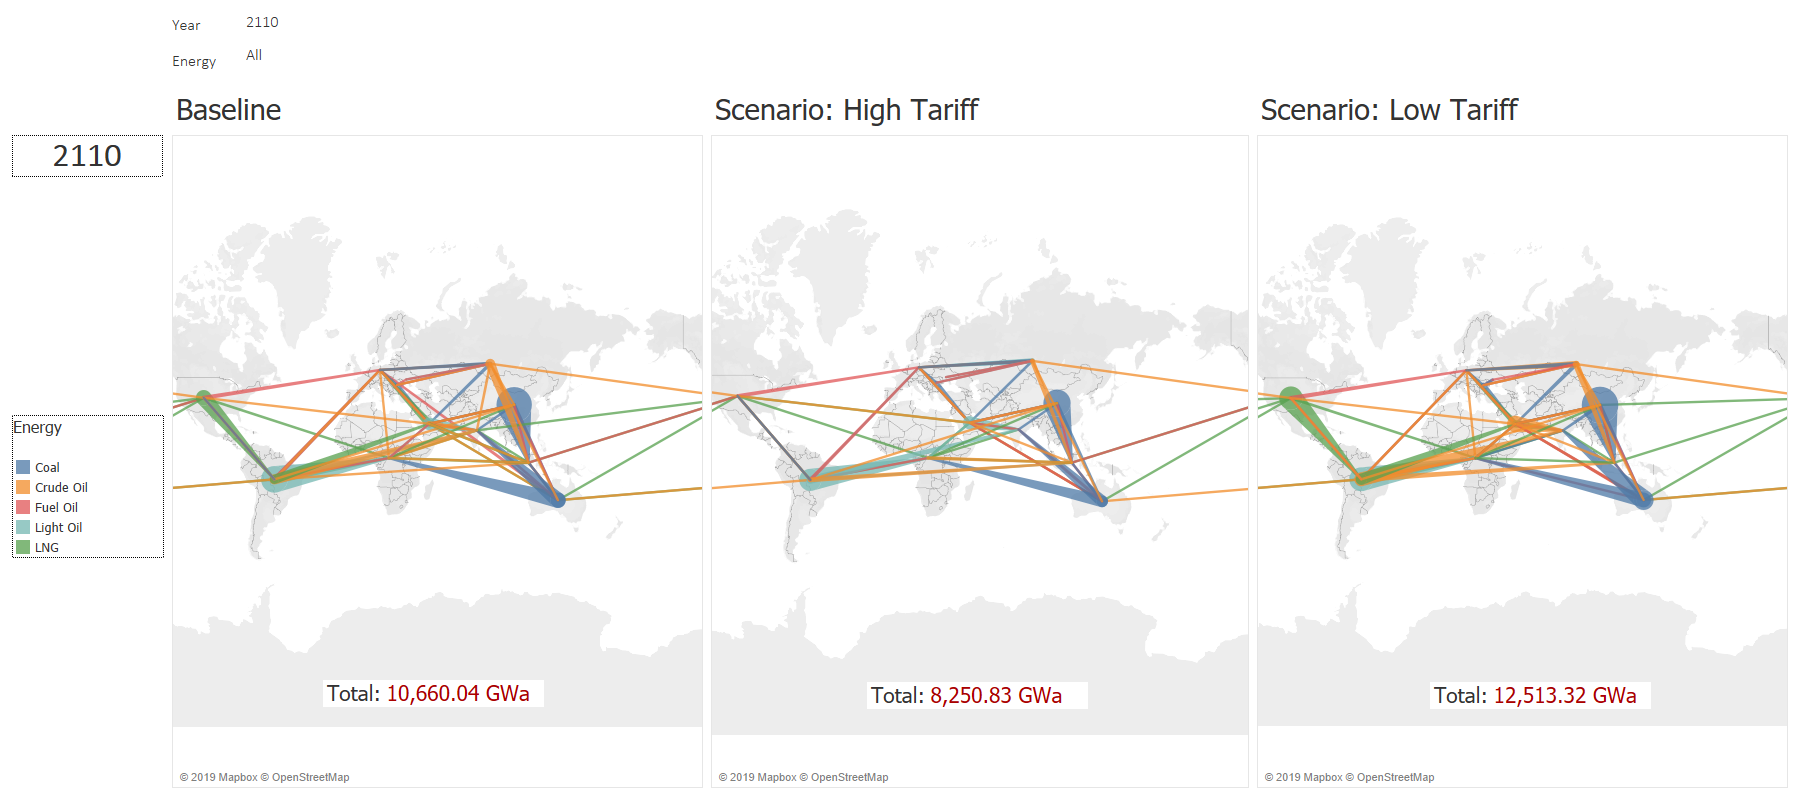 Year 2110
Energy All
Baseline
Scenario: High Tariff
Scenario: Low Tariff
2110
Energy
Coal
Crude Oil
Fuel Oil
Light Oil
LNG
Total: 10,660.04 GWa
Total: 8,250.83 GWa
Total: 12,513.32 GWa
© 2019 Mapbox © OpenStreetMap
© 2019 Mapbox © OpenStreetMap
© 2019 Mapbox © OpenStreetMap